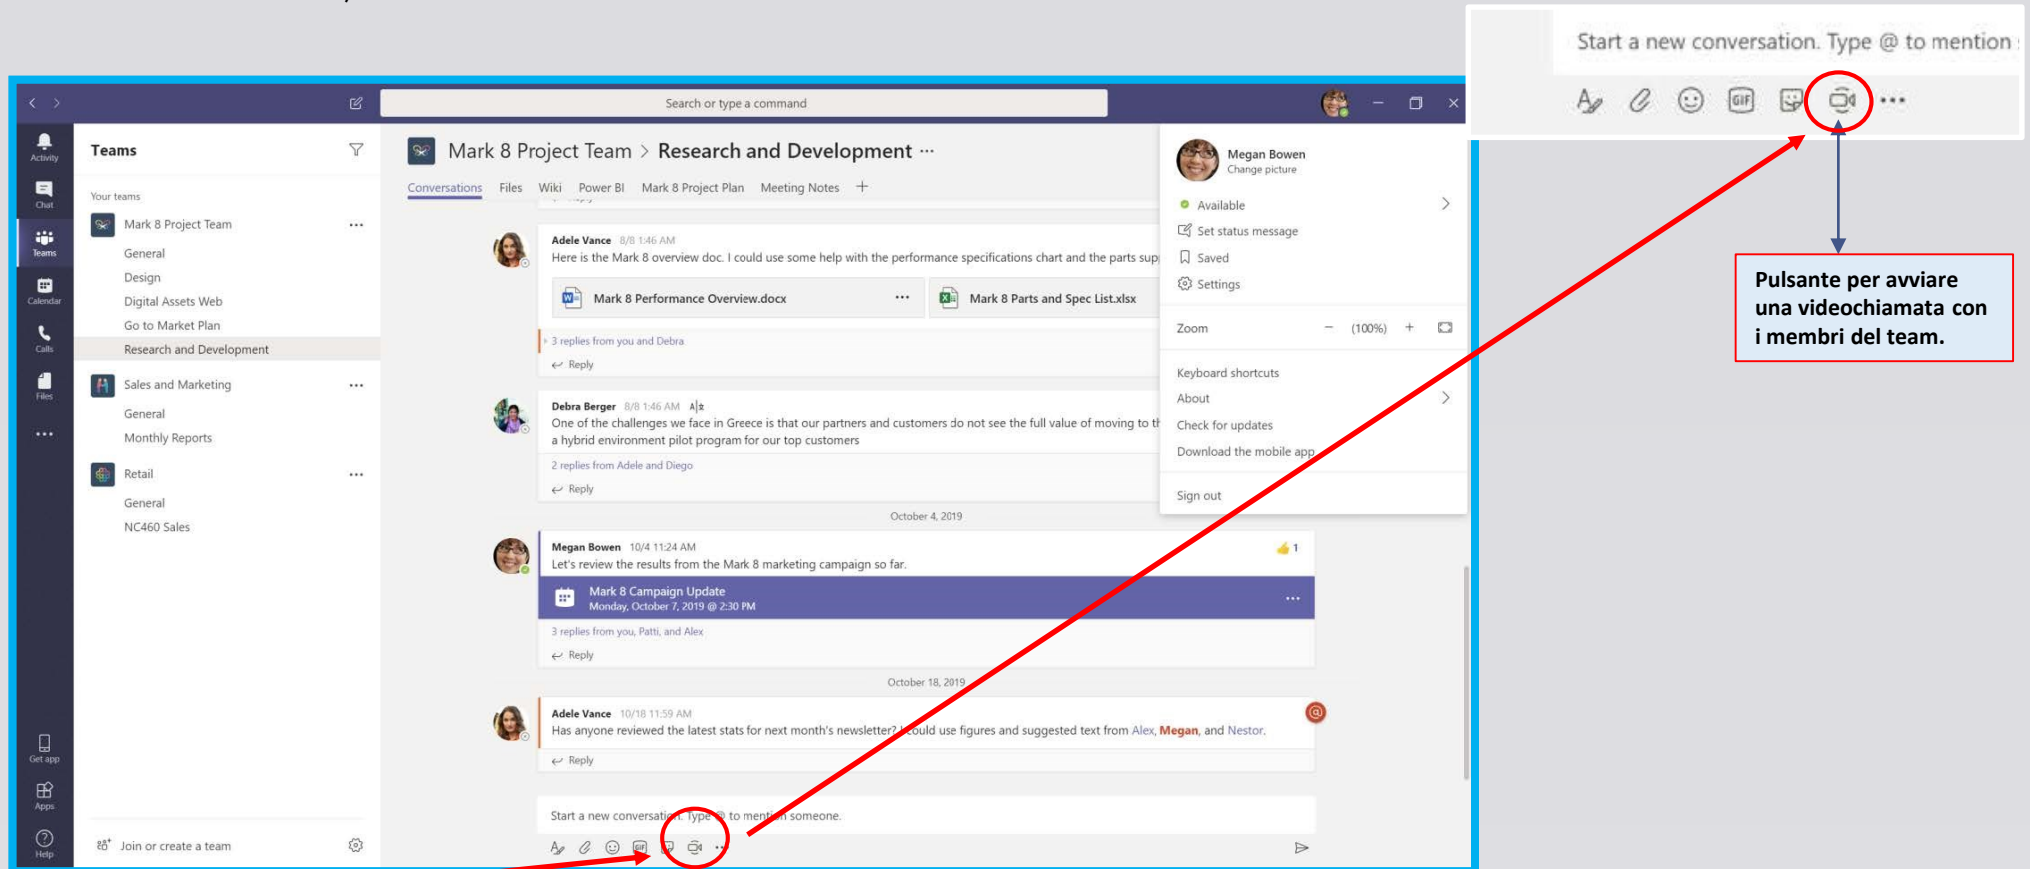 Start a new conversation. Type @ to mention
GIF
Search or type a command
Activity
Chat
Teams
Calendar
Calls
Files
Get app
Apps
Help
Teams
Your teams
Mark 8 Project Team
General
Design
Digital Assets Web
Go to Market Plan
Research and Development
Sales and Marketing
General
Monthly Reports
Retail
General
NC460 Sales
Join or create a team
Mark 8 Project Team > Research and Development ...
Conversations Files Wiki Power BI Mark 8 Project Plan Meeting Notes +
Adele Vance 8/8 1:46 AM
Here is the Mark 8 overview doc. I could use some help with the performance specifications chart and the parts sup
Mark 8 Performance Overview.docx ... Mark 8 Parts and Spec List.xlsx
3 replies from you and Debra
Reply
Debra Berger 8/8 1:46 AM
One of the challenges we face in Greece is that our partners and customers do not see the full value of moving to th
a hybrid environment pilot program for our top customers
2 replies from Adele and Diego
Reply
October 4, 2019
Megan Bowen 10/4 11:24 AM
1
Let's review the results from the Mark 8 marketing campaign so far.
Mark 8 Campaign Update
Monday, October 7, 2019 @ 2:30 PM
3 replies from you, Patti, and Alex
Reply
October 18, 2019
Adele Vance 10/18 11:59 AM
@
Has anyone reviewed the latest stats for next month's newsletter? I could use figures and suggested text from Alex, Megan, and Nestor.
Reply
Start a new conversation. Type @ to mention someone.
GIF
Megan Bowen
Change picture
Available
Set status message
Saved
Settings
Zoom - (100%) +
Keyboard shortcuts
About
Check for updates
Download the mobile app
Sign out
Pulsante per avviare
una videochiamata con
i membri del team.